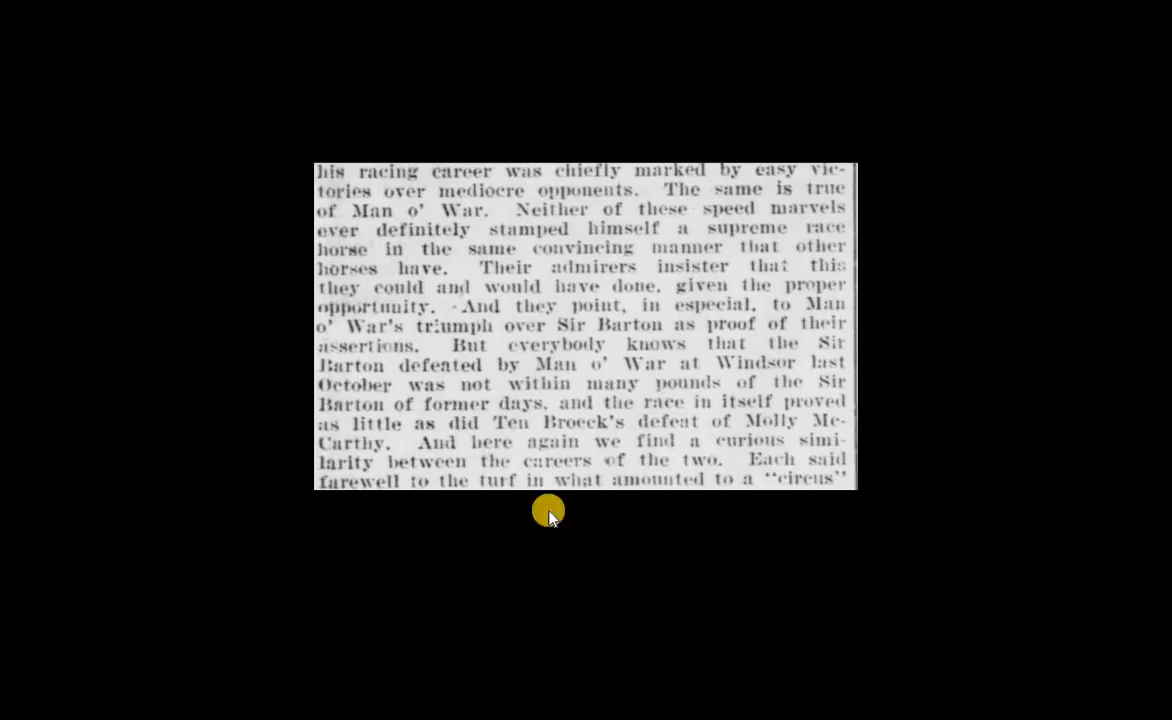 his racing career was chiefly marked by easy vic-
tories over mediocre opponents. The same is true
of Man o' War. Neither of these speed marvels
ever definitely stamped himself a supreme race
horse in the same convincing manner that other
horses have. Their admirers insister that this
they could and would have done, given the proper
opportunity. And they point, in especial, to Man
o' War's triumph over Sir Barton as proof of their
assertions. But everybody knows that the Sir
Barton defeated by Man o' War at Windsor last
October was not within many pounds of the Sir
Barton of former days, and the race in itself proved
as little as did Ten Broeck's defeat of Molly Mc-
Carthy. And here again we find a curious simi-
larity between the careers of the two. Each said
farewell to the turf in what amounted to a "circus"